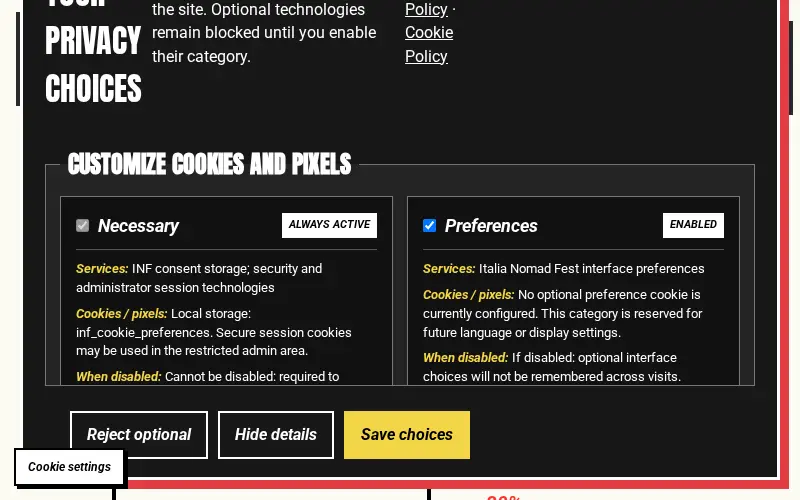 the site. Optional technologies
remain blocked until you enable
their category.
Policy ·
Cookie
Policy
YOUR
PRIVACY
CHOICES
CUSTOMIZE COOKIES AND PIXELS
Necessary
ALWAYS ACTIVE
Services: INF consent storage; security and
administrator session technologies
Cookies / pixels: Local storage:
inf_cookie_preferences. Secure session cookies
may be used in the restricted admin area.
When disabled: Cannot be disabled: required to
Preferences
ENABLED
Services: Italia Nomad Fest interface preferences
Cookies / pixels: No optional preference cookie is
currently configured. This category is reserved for
future language or display settings.
When disabled: If disabled: optional interface
choices will not be remembered across visits.
Reject optional
Hide details
Save choices
Cookie settings